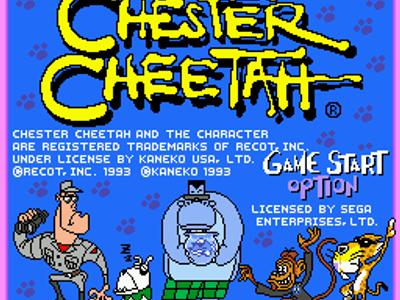 CHESTER
CHEETAH
®
CHESTER CHEETAH AND THE CHARACTER
ARE REGISTERED TRADEMARKS OF RECOT, INC.
UNDER LICENSE BY KANEKO USA, LTD.
©RECOT, INC. 1993 ©KANEKO 1993
GAME START
OPTION
LICENSED BY SEGA
ENTERPRISES, LTD.